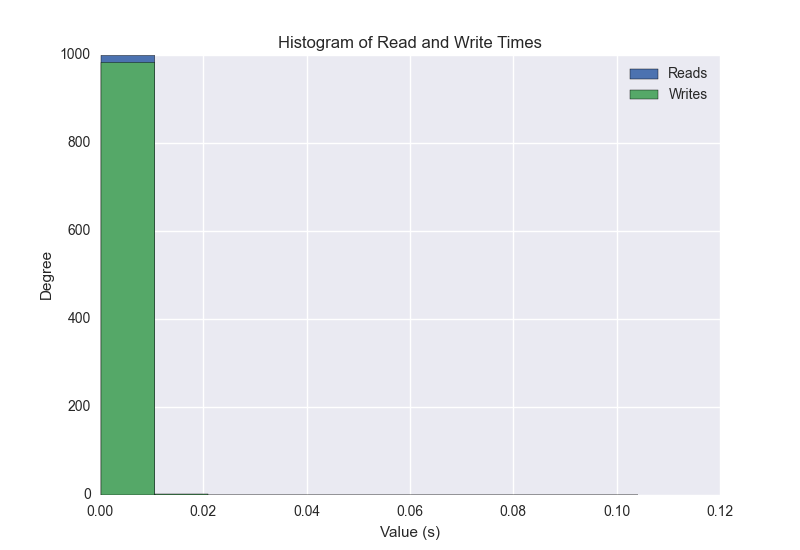 Histogram of Read and Write Times
Reads
Writes
1000
800
600
400
200
0
Degree
0.00 0.02 0.04 0.06 0.08 0.10 0.12
Value (s)